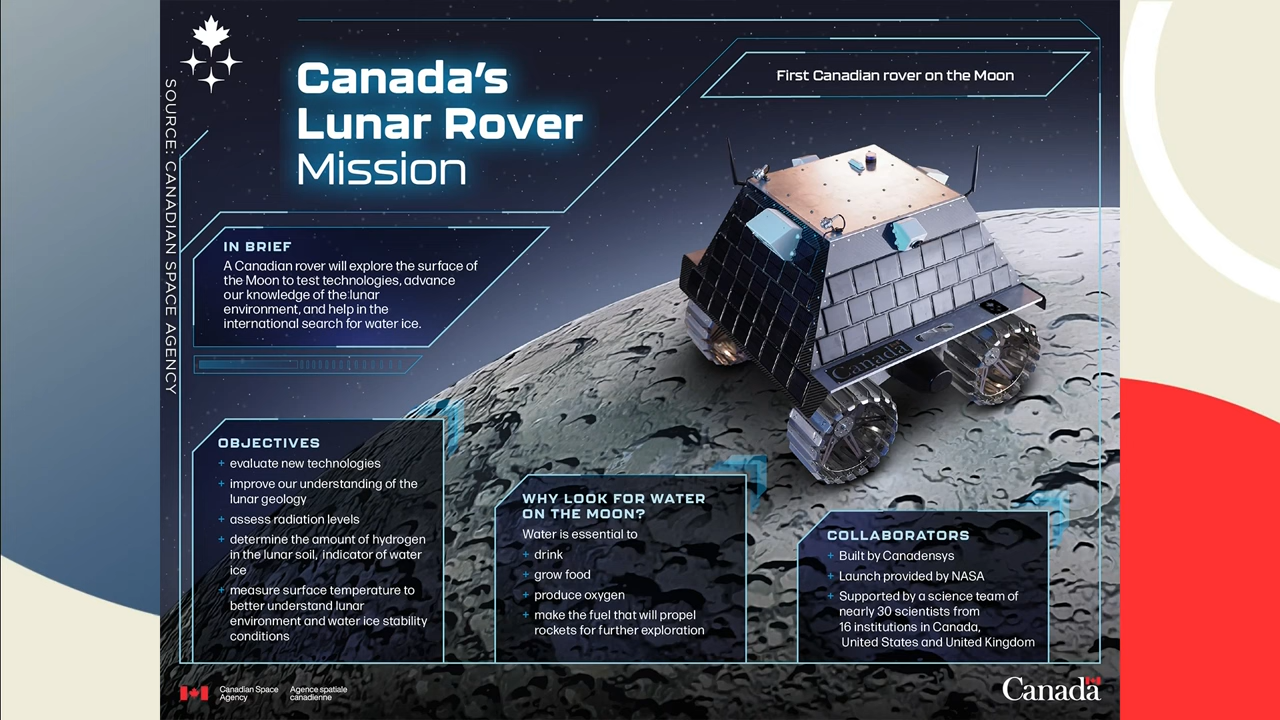 SOURCE: CANADIAN SPACE AGENCY
Canada's
Lunar Rover
Mission
First Canadian rover on the Moon
IN BRIEF
A Canadian rover will explore the surface of
the Moon to test technologies, advance
our knowledge of the lunar
environment, and help in the
international search for water ice.
Canada
OBJECTIVES
+ evaluate new technologies
+ improve our understanding of the
lunar geology
+ assess radiation levels
+ determine the amount of hydrogen
in the lunar soil, indicator of water
ice
+ measure surface temperature to
better understand lunar
environment and water ice stability
conditions
WHY LOOK FOR WATER
ON THE MOON?
Water is essential to
+ drink
+ grow food
+ produce oxygen
+ make the fuel that will propel
rockets for further exploration
COLLABORATORS
+ Built by Canadensys
+ Launch provided by NASA
+ Supported by a science team of
nearly 30 scientists from
16 institutions in Canada,
United States and United Kingdom
Canadian Space
Agency
Agence spatiale
canadienne
Canada